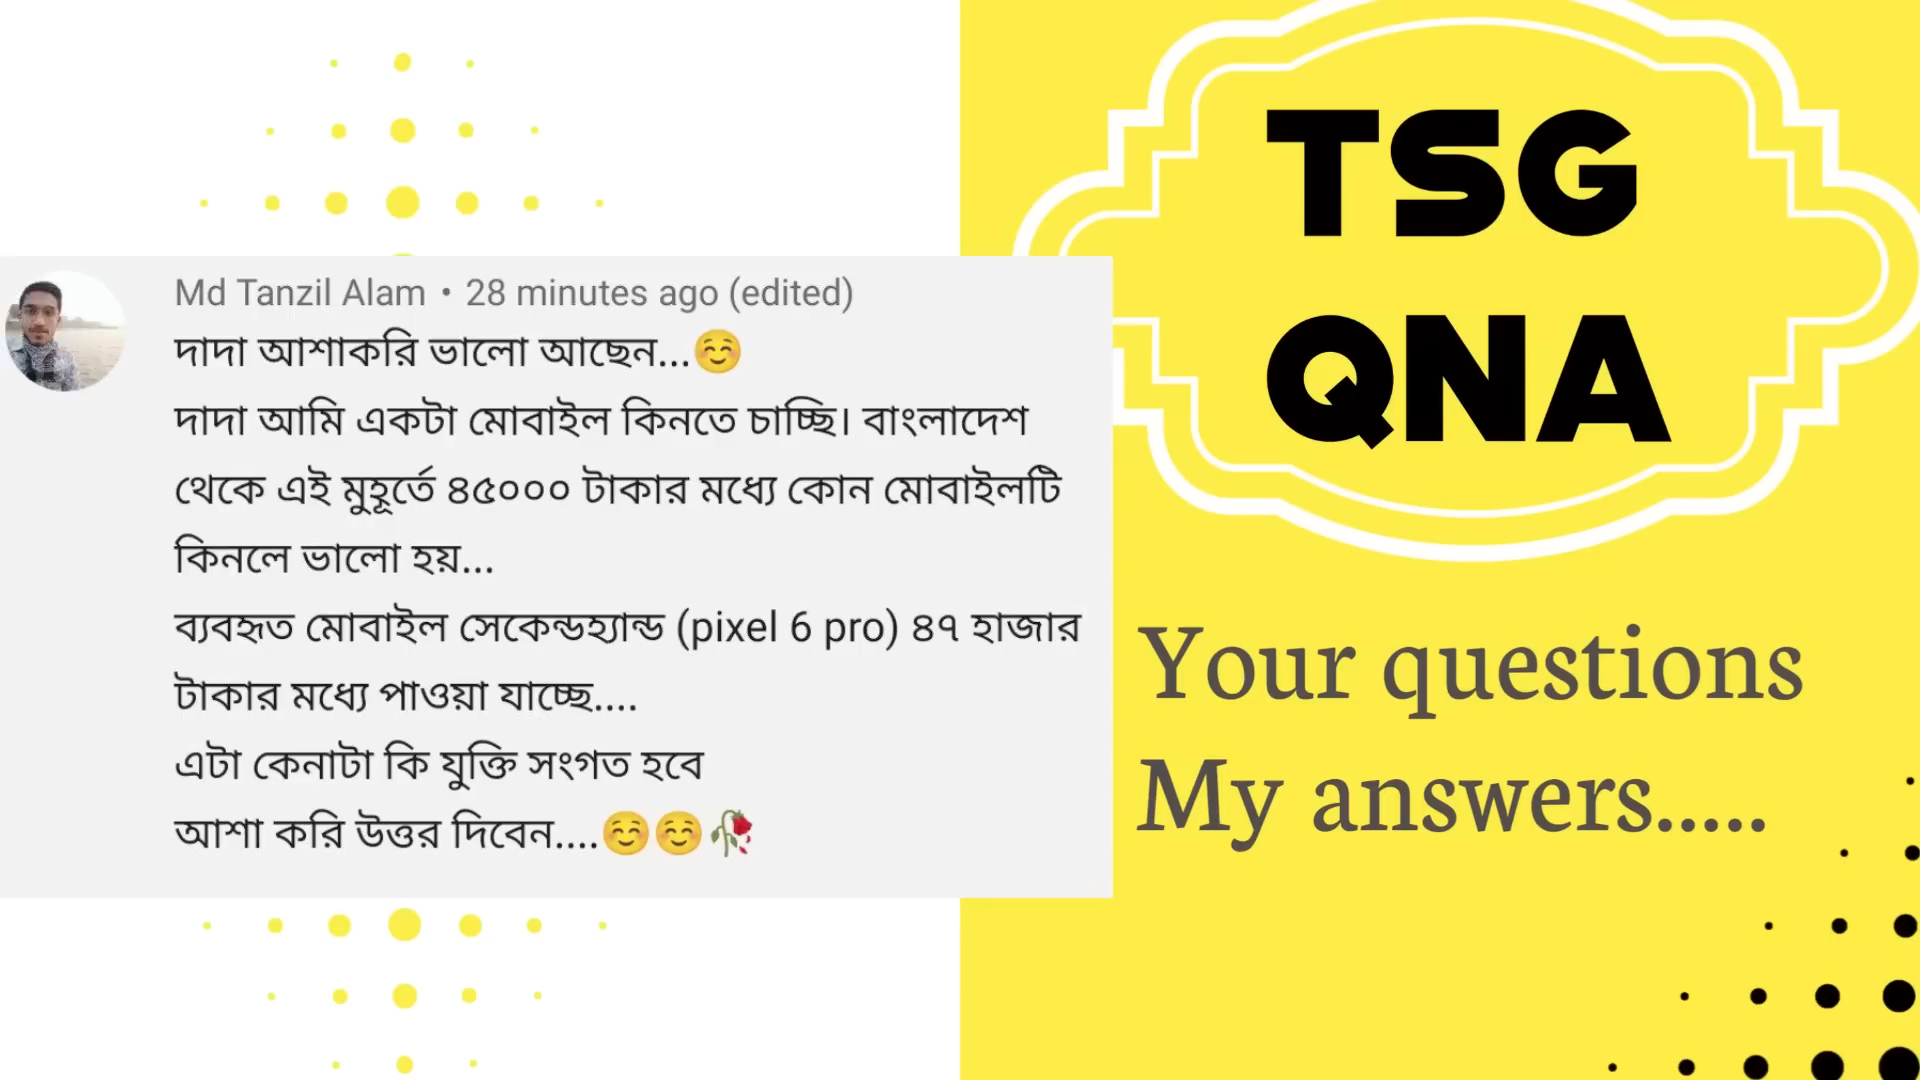 Md Tanzil Alam • 28 minutes ago (edited)
দাদা আশাকরি ভালো আছেন...☺️
দাদা আমি একটা মোবাইল কিনতে চাচ্ছি। বাংলাদেশ
থেকে এই মুহূর্তে ৪৫০০০ টাকার মধ্যে কোন মোবাইলটি
কিনলে ভালো হয়...
ব্যবহৃত মোবাইল সেকেন্ডহ্যান্ড (pixel 6 pro) ৪৭ হাজার
টাকার মধ্যে পাওয়া যাচ্ছে....
এটা কেনাটা কি যুক্তি সংগত হবে
আশা করি উত্তর দিবেন....☺️☺️🥀
TSG
QNA
Your questions
My answers.....